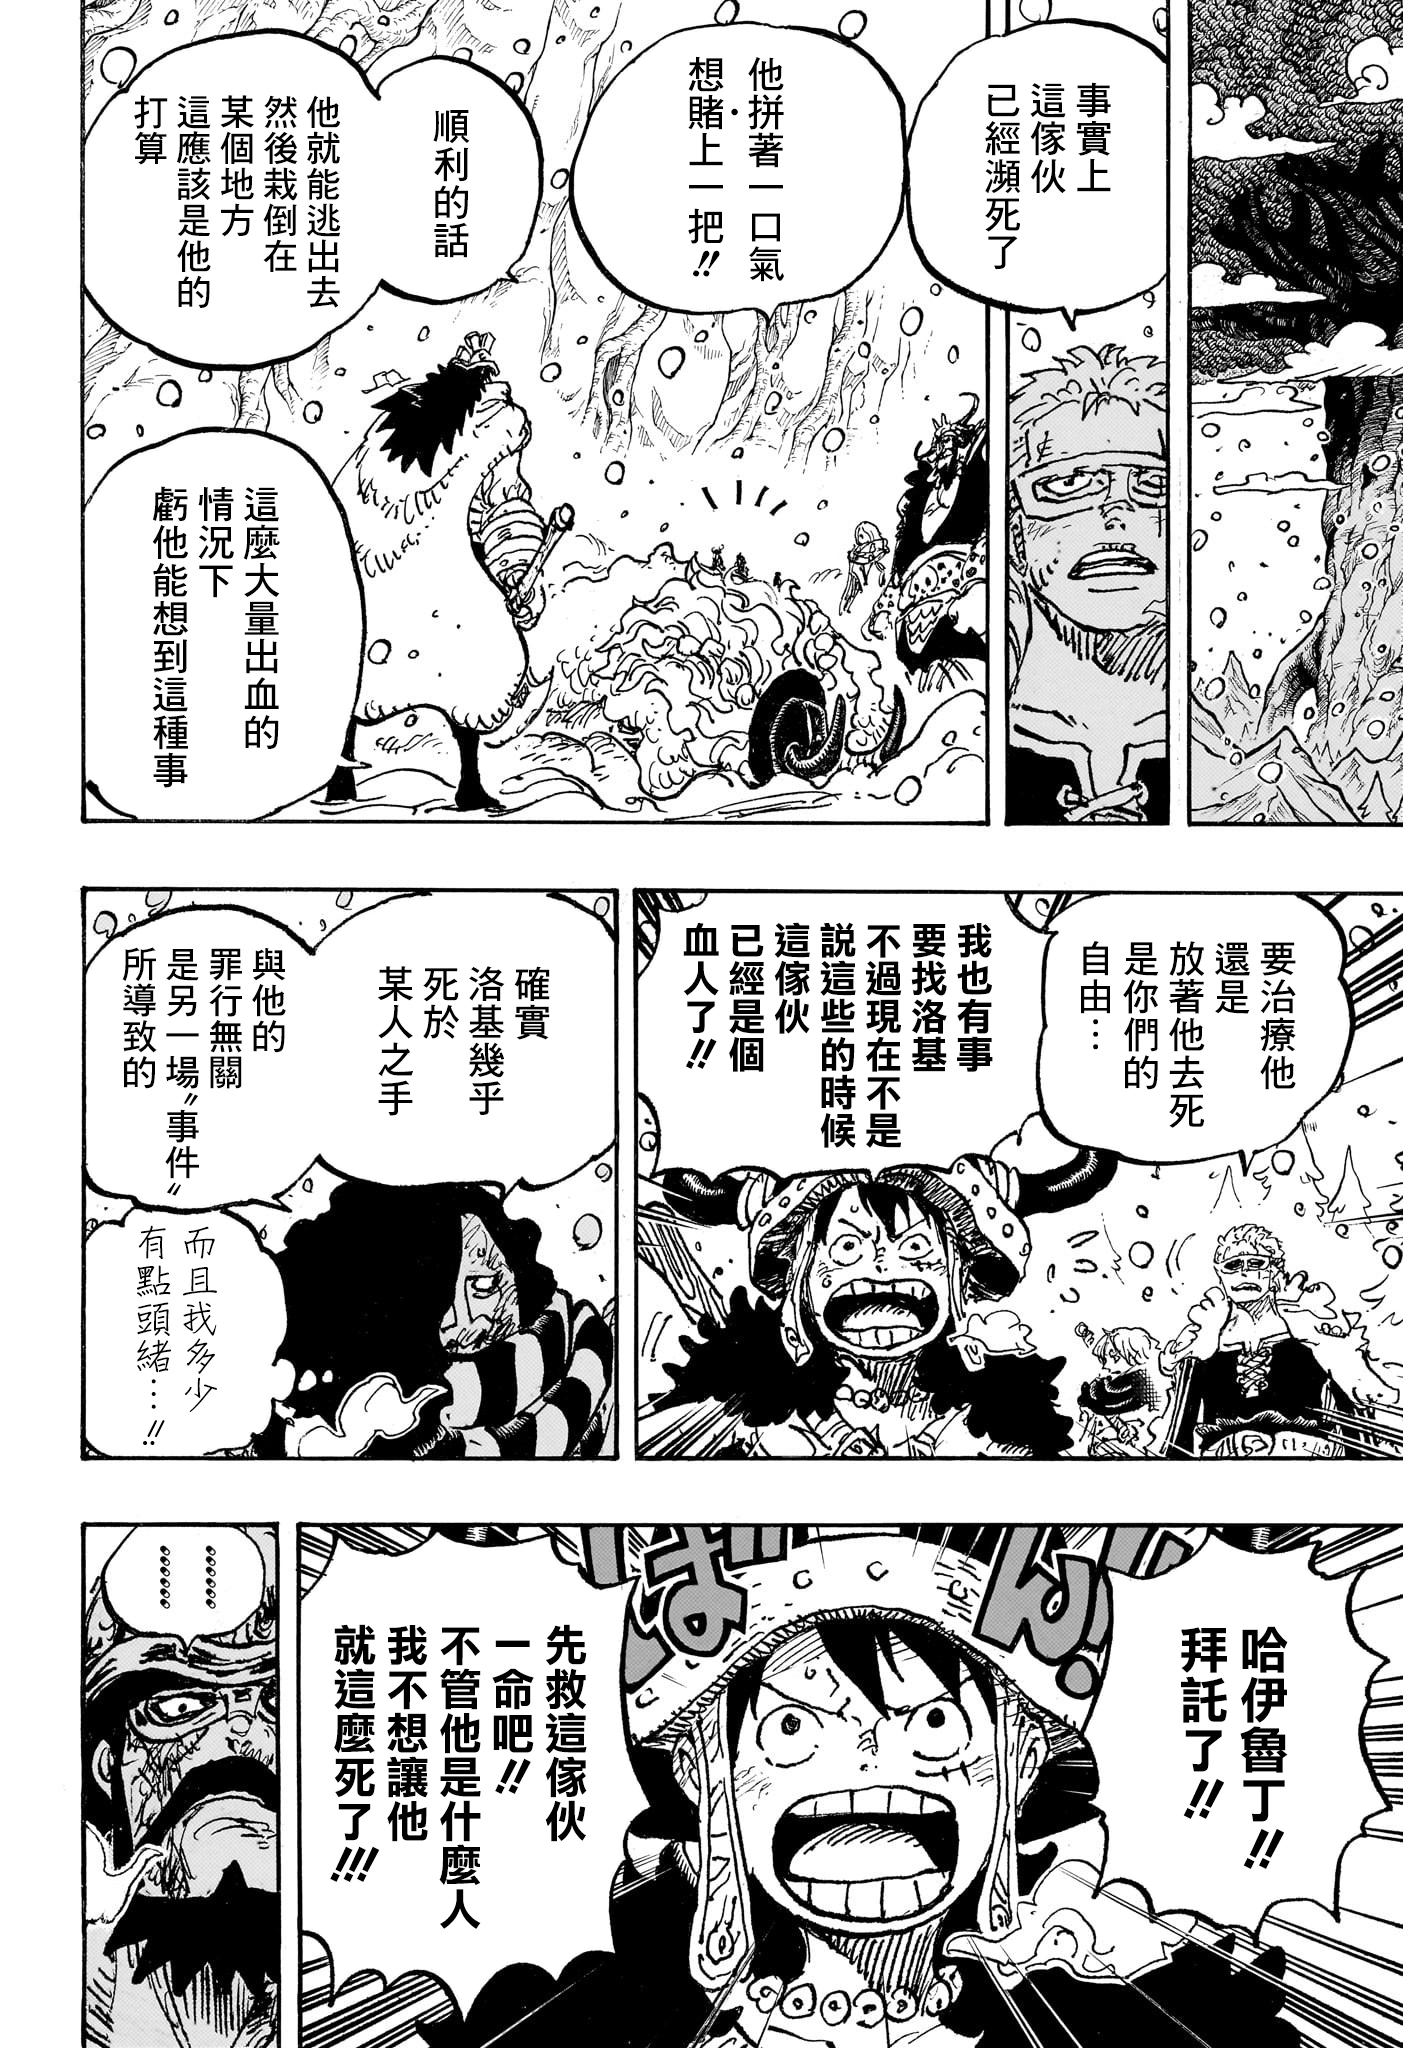 事實上
這傢伙
已經瀕死了
他拼著一口氣
想賭上一把!!
順利的話
他就能逃出去
然後栽倒在
某個地方
這應該是他的
打算
這麼大量出血的
情況下
虧他能想到這種事
要治療他
還是
放著他去死
是你們的
自由…
我也有事
要找洛基
不過現在不是
說這些的時候
這傢伙
已經是個
血人了!!
確實
洛基幾乎
死於
某人之手
與他的
罪行無關
是另一場〝事件〞
所導致的
而且我多少
有點頭緒…!!
哈伊魯丁!!
拜託了!!
ばん!
先救這傢伙
一命吧!!
不管他是什麼人
我不想讓他
就這麼死了!!!
……
……